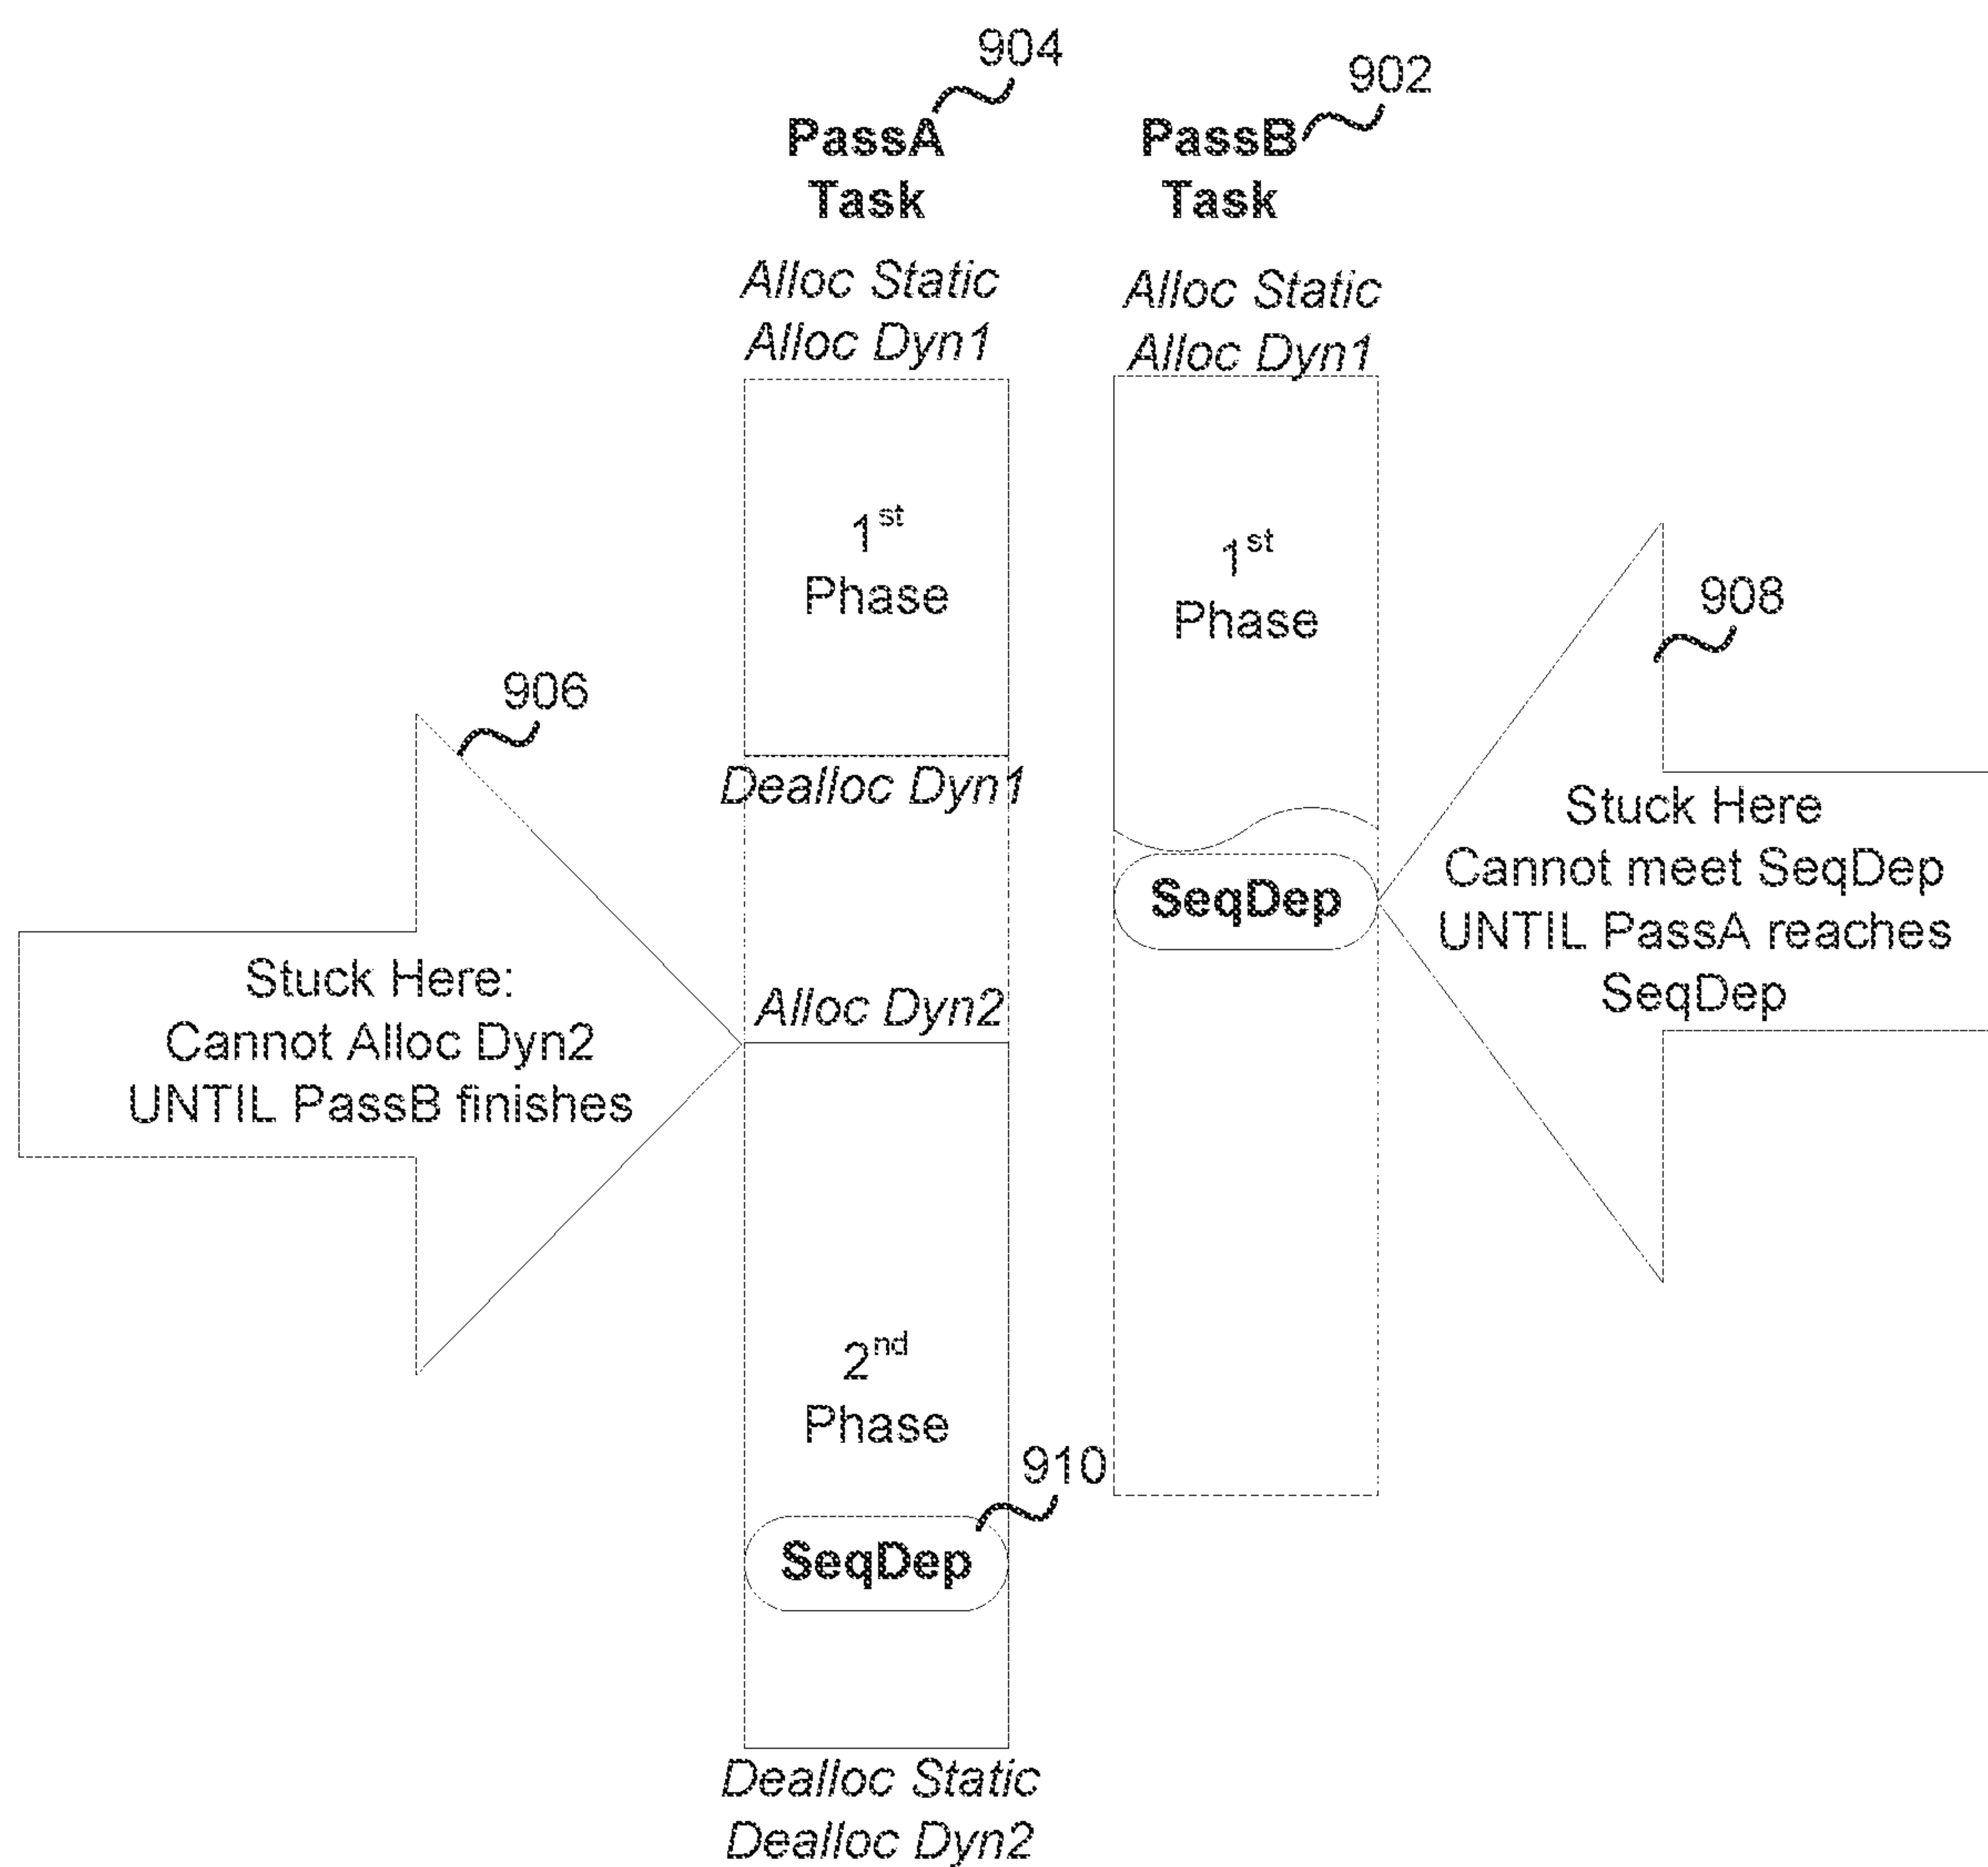 904
902
PassA
Task
PassB
Task
Alloc Static
Alloc Dyn1
Alloc Static
Alloc Dyn1
1st
Phase
1st
Phase
908
906
Dealloc Dyn1
Stuck Here
Cannot meet SeqDep
UNTIL PassA reaches
SeqDep
SeqDep
Stuck Here:
Cannot Alloc Dyn2
UNTIL PassB finishes
Alloc Dyn2
2nd
Phase
910
SeqDep
Dealloc Static
Dealloc Dyn2